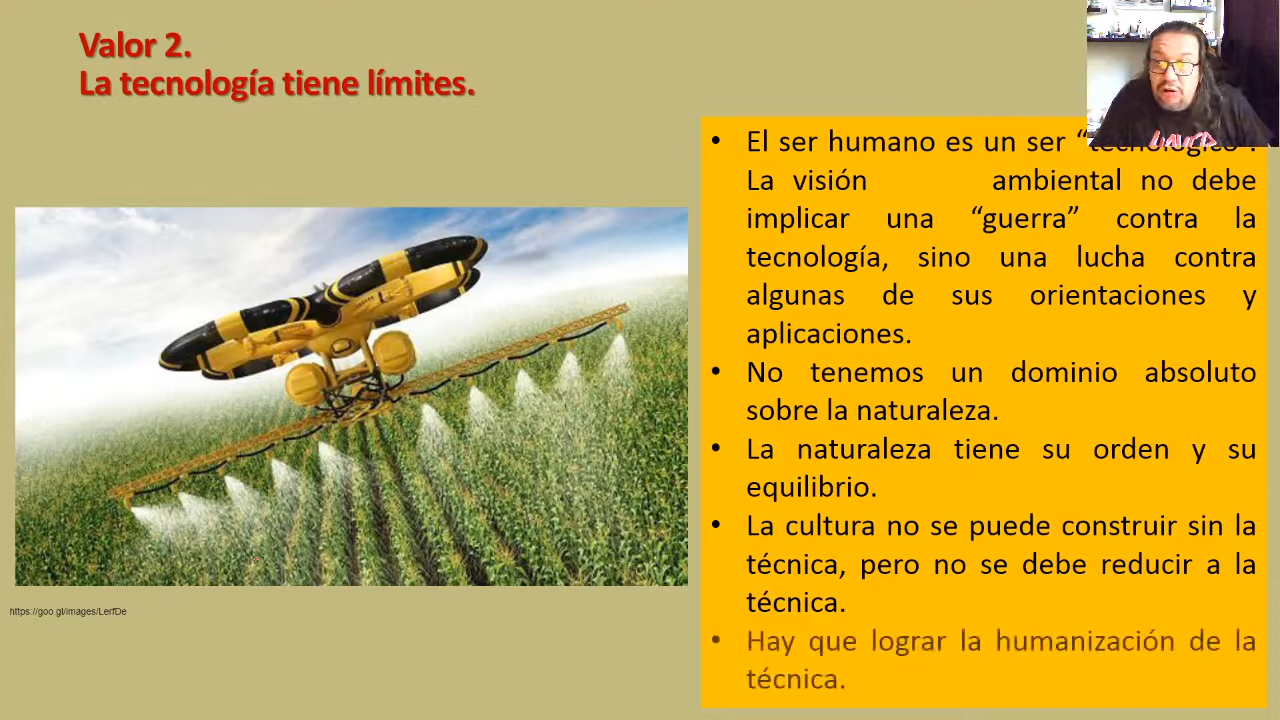 Valor 2.
La tecnología tiene límites.
• El ser humano es un ser “tecnológico”.
La visión ambiental no debe
implicar una “guerra” contra la
tecnología, sino una lucha contra
algunas de sus orientaciones y
aplicaciones.
• No tenemos un dominio absoluto
sobre la naturaleza.
• La naturaleza tiene su orden y su
equilibrio.
• La cultura no se puede construir sin la
técnica, pero no se debe reducir a la
técnica.
• Hay que lograr la humanización de la
técnica.
https://goo.gl/images/LerfDe